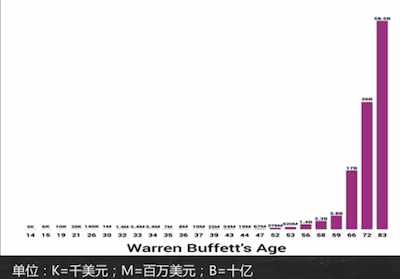 58.5B
36B
17B
3.8B
2.3B
1.4B
5K 6K 10K 140K 1M 1.4M 2.4M 3.4M 7M 8M 10M 34M 19M 67M 376M 620M
14 15 19 21 26 30 32 33 34 35 36 37 39 43 44 47 52 53 56 58 59 66 72 83
Warren Buffett's Age
单位：K=千美元；M=百万美元；B=十亿